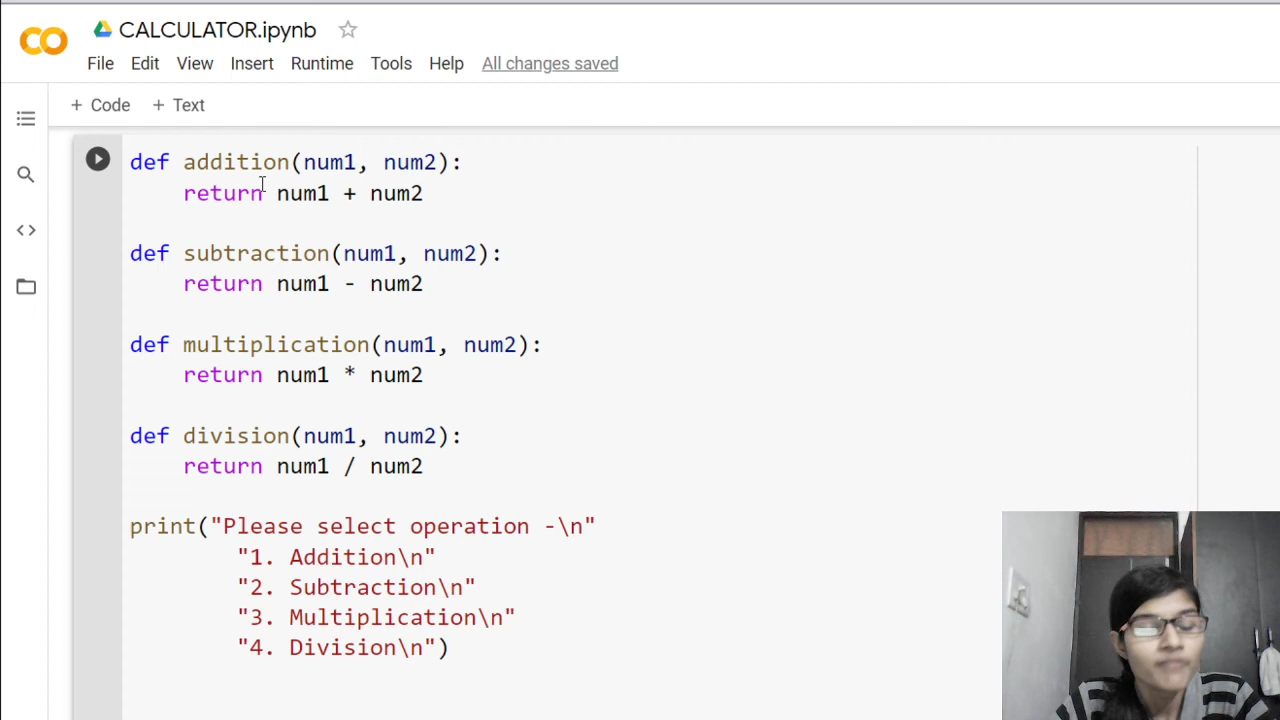 CALCULATOR.ipynb
File Edit View Insert Runtime Tools Help All changes saved
+ Code + Text
def addition(num1, num2):
    return num1 + num2
def subtraction(num1, num2):
    return num1 - num2
def multiplication(num1, num2):
    return num1 * num2
def division(num1, num2):
    return num1 / num2
print("Please select operation -\n"
        "1. Addition\n"
        "2. Subtraction\n"
        "3. Multiplication\n"
        "4. Division\n")